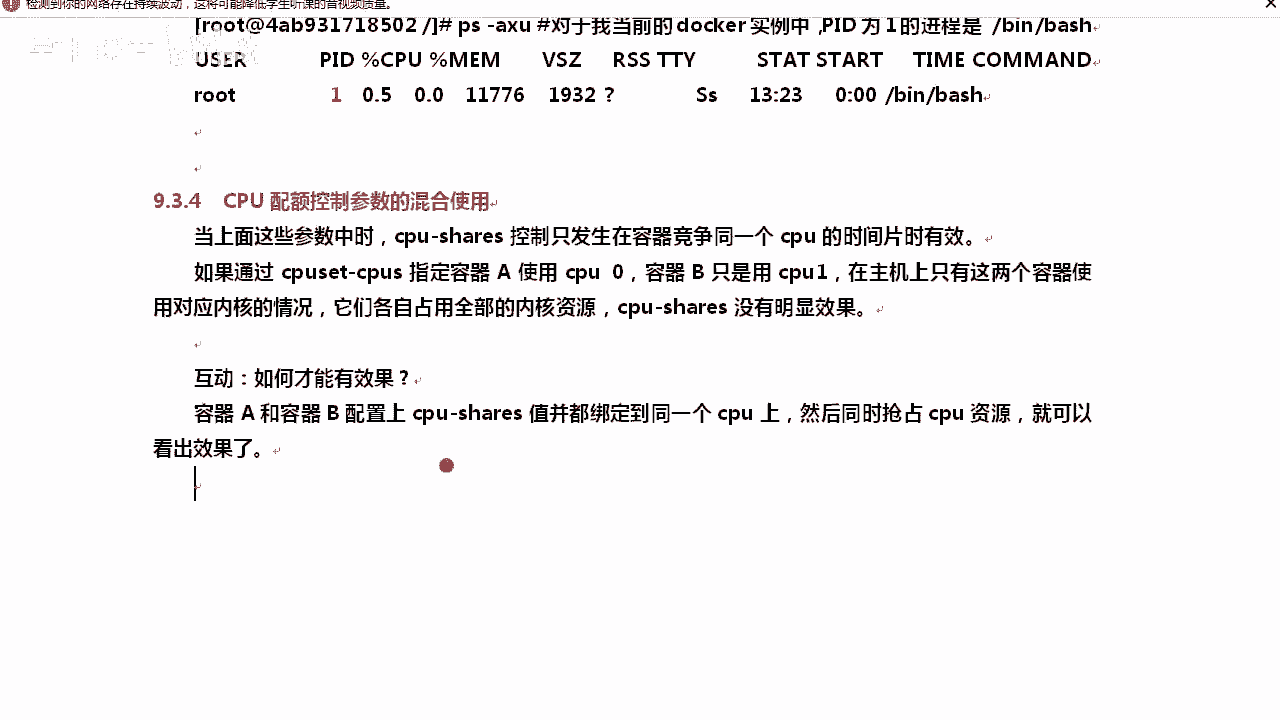 检测到你的网络存在持续波动，这将可能降低学生听课的音视频质量。
[root@4ab931718502 /]# ps -axu #对于我当前的 docker 实例中，PID 为 1 的进程是 /bin/bash
USER PID %CPU %MEM VSZ RSS TTY STAT START TIME COMMAND
root 1 0.5 0.0 11776 1932 ? Ss 13:23 0:00 /bin/bash
9.3.4 CPU 配额控制参数的混合使用
当上面这些参数中时，cpu-shares 控制只发生在容器竞争同一个 cpu 的时间片时有效。
如果通过 cpuset-cpus 指定容器 A 使用 cpu 0，容器 B 只是用 cpu1，在主机上只有这两个容器使
用对应内核的情况，它们各自占用全部的内核资源，cpu-shares 没有明显效果。
互动：如何才能有效果？
容器 A 和容器 B 配置上 cpu-shares 值并都绑定到同一个 cpu 上，然后同时抢占 cpu 资源，就可以
看出效果了。